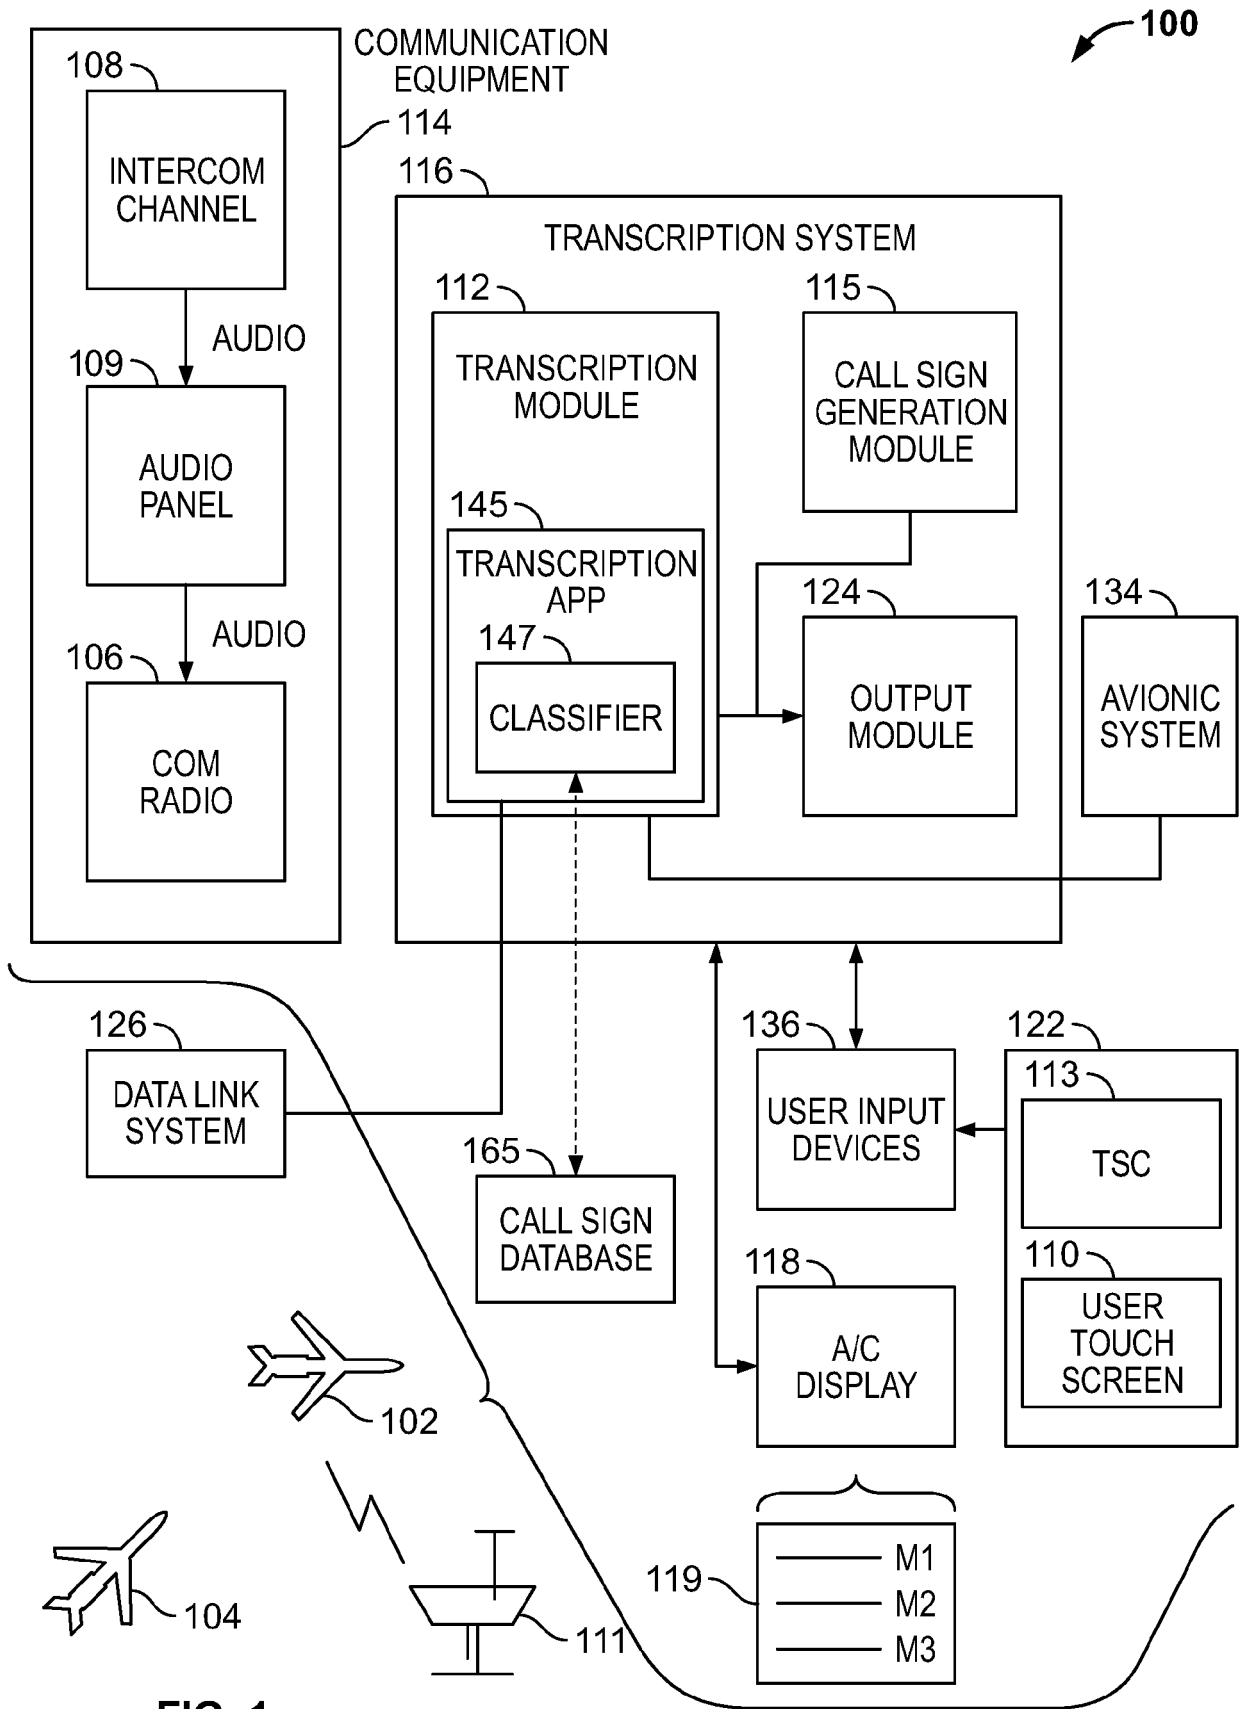 100
COMMUNICATION
EQUIPMENT
114
108
INTERCOM
CHANNEL
AUDIO
109
AUDIO
PANEL
AUDIO
106
COM
RADIO
116
TRANSCRIPTION SYSTEM
112
TRANSCRIPTION
MODULE
145
TRANSCRIPTION
APP
147
CLASSIFIER
115
CALL SIGN
GENERATION
MODULE
124
OUTPUT
MODULE
134
AVIONIC
SYSTEM
126
DATA LINK
SYSTEM
165
CALL SIGN
DATABASE
136
USER INPUT
DEVICES
122
113
TSC
110
USER
TOUCH
SCREEN
118
A/C
DISPLAY
119
M1
M2
M3
102
104
111
FIG. 1